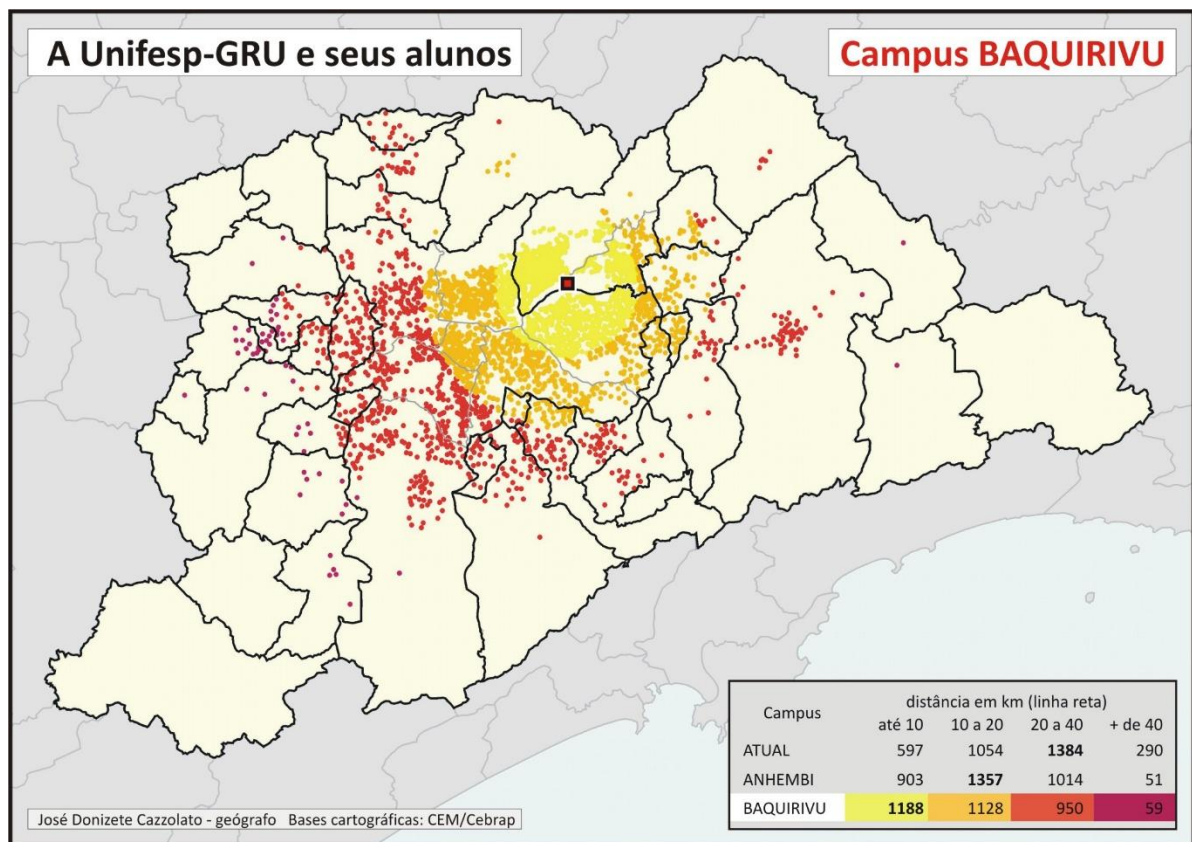 A Unifesp-GRU e seus alunos
Campus BAQUIRIVU
Campus distância em km (linha reta)
até 10 10 a 20 20 a 40 + de 40
ATUAL 597 1054 1384 290
ANHEMBI 903 1357 1014 51
BAQUIRIVU 1188 1128 950 59
José Donizete Cazzolato - geógrafo Bases cartográficas: CEM/Cebrap